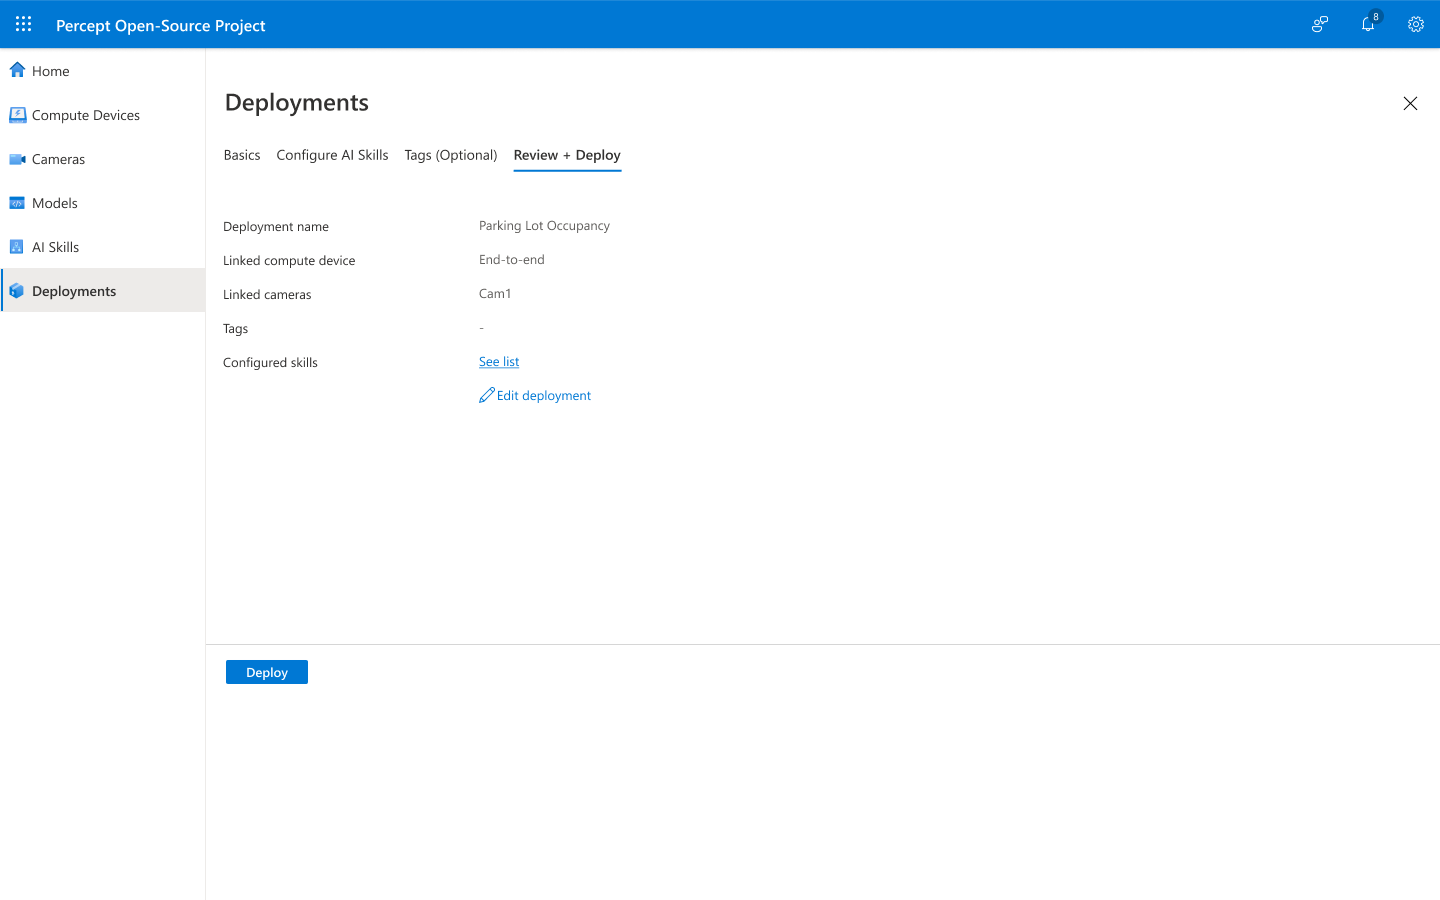 Percept Open-Source Project
8
Home
Compute Devices
Cameras
Models
AI Skills
Deployments
Deployments
Basics Configure AI Skills Tags (Optional) Review + Deploy
Deployment name Parking Lot Occupancy
Linked compute device End-to-end
Linked cameras Cam1
Tags -
Configured skills See list
Edit deployment
Deploy